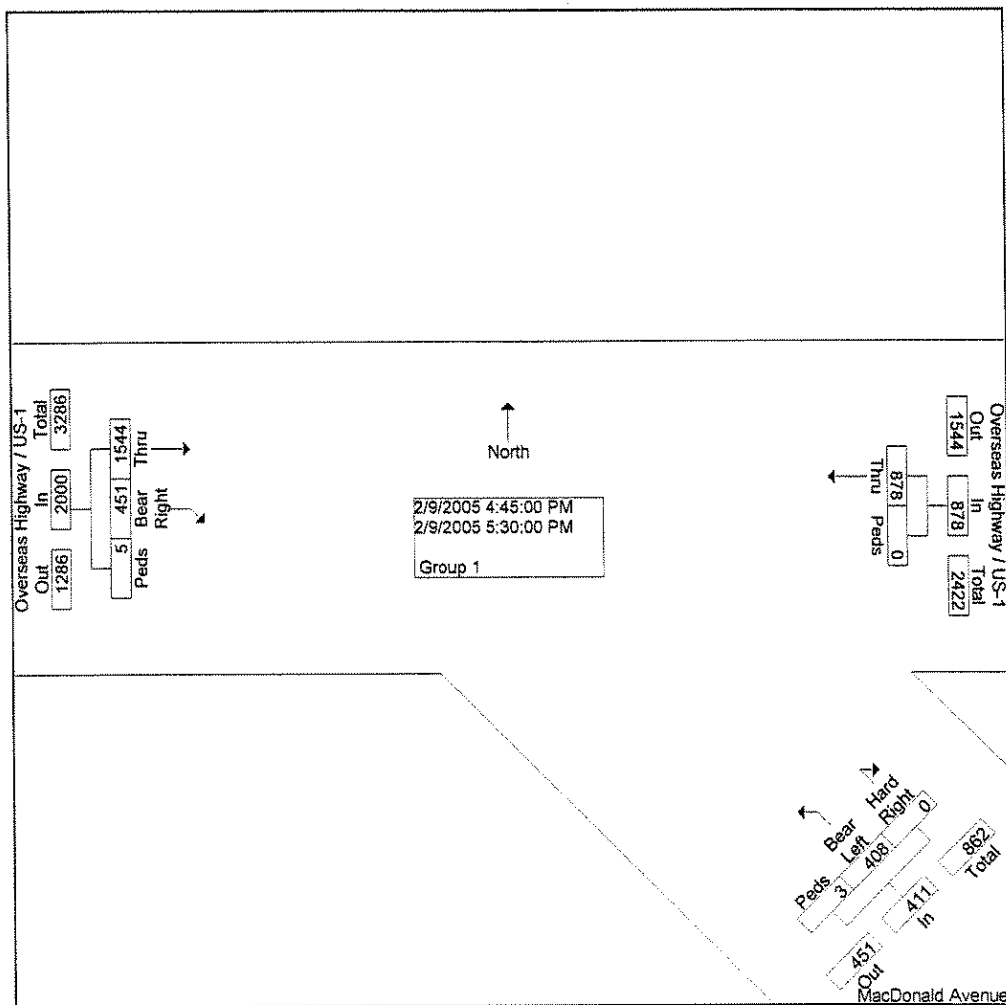 Overseas Highway / US-1
Out In Total
1286 2000 3286
1544 451 5
Thru Bear Right Peds
North
2/9/2005 4:45:00 PM
2/9/2005 5:30:00 PM
Group 1
Overseas Highway / US-1
Out In Total
1544 878 2422
878 0
Thru Peds
Hard Right
Bear Left
Peds
0
408
3
862
Total
411
In
451
Out
MacDonald Avenue